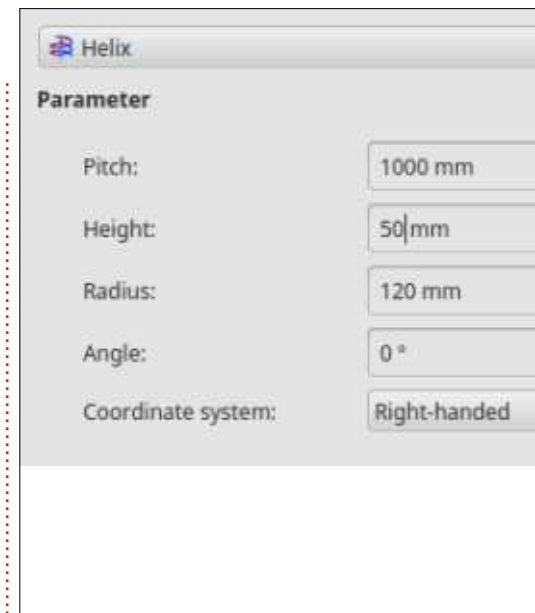 Helix
Parameter
Pitch: 1000 mm
Height: 50 mm
Radius: 120 mm
Angle: 0 °
Coordinate system: Right-handed